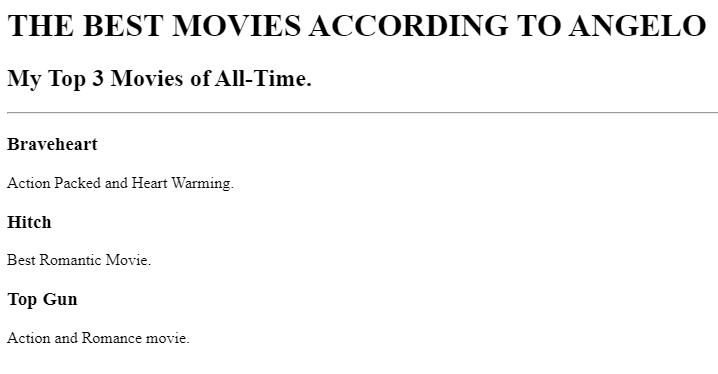 THE BEST MOVIES ACCORDING TO ANGELO
My Top 3 Movies of All-Time.
Braveheart
Action Packed and Heart Warming.
Hitch
Best Romantic Movie.
Top Gun
Action and Romance movie.